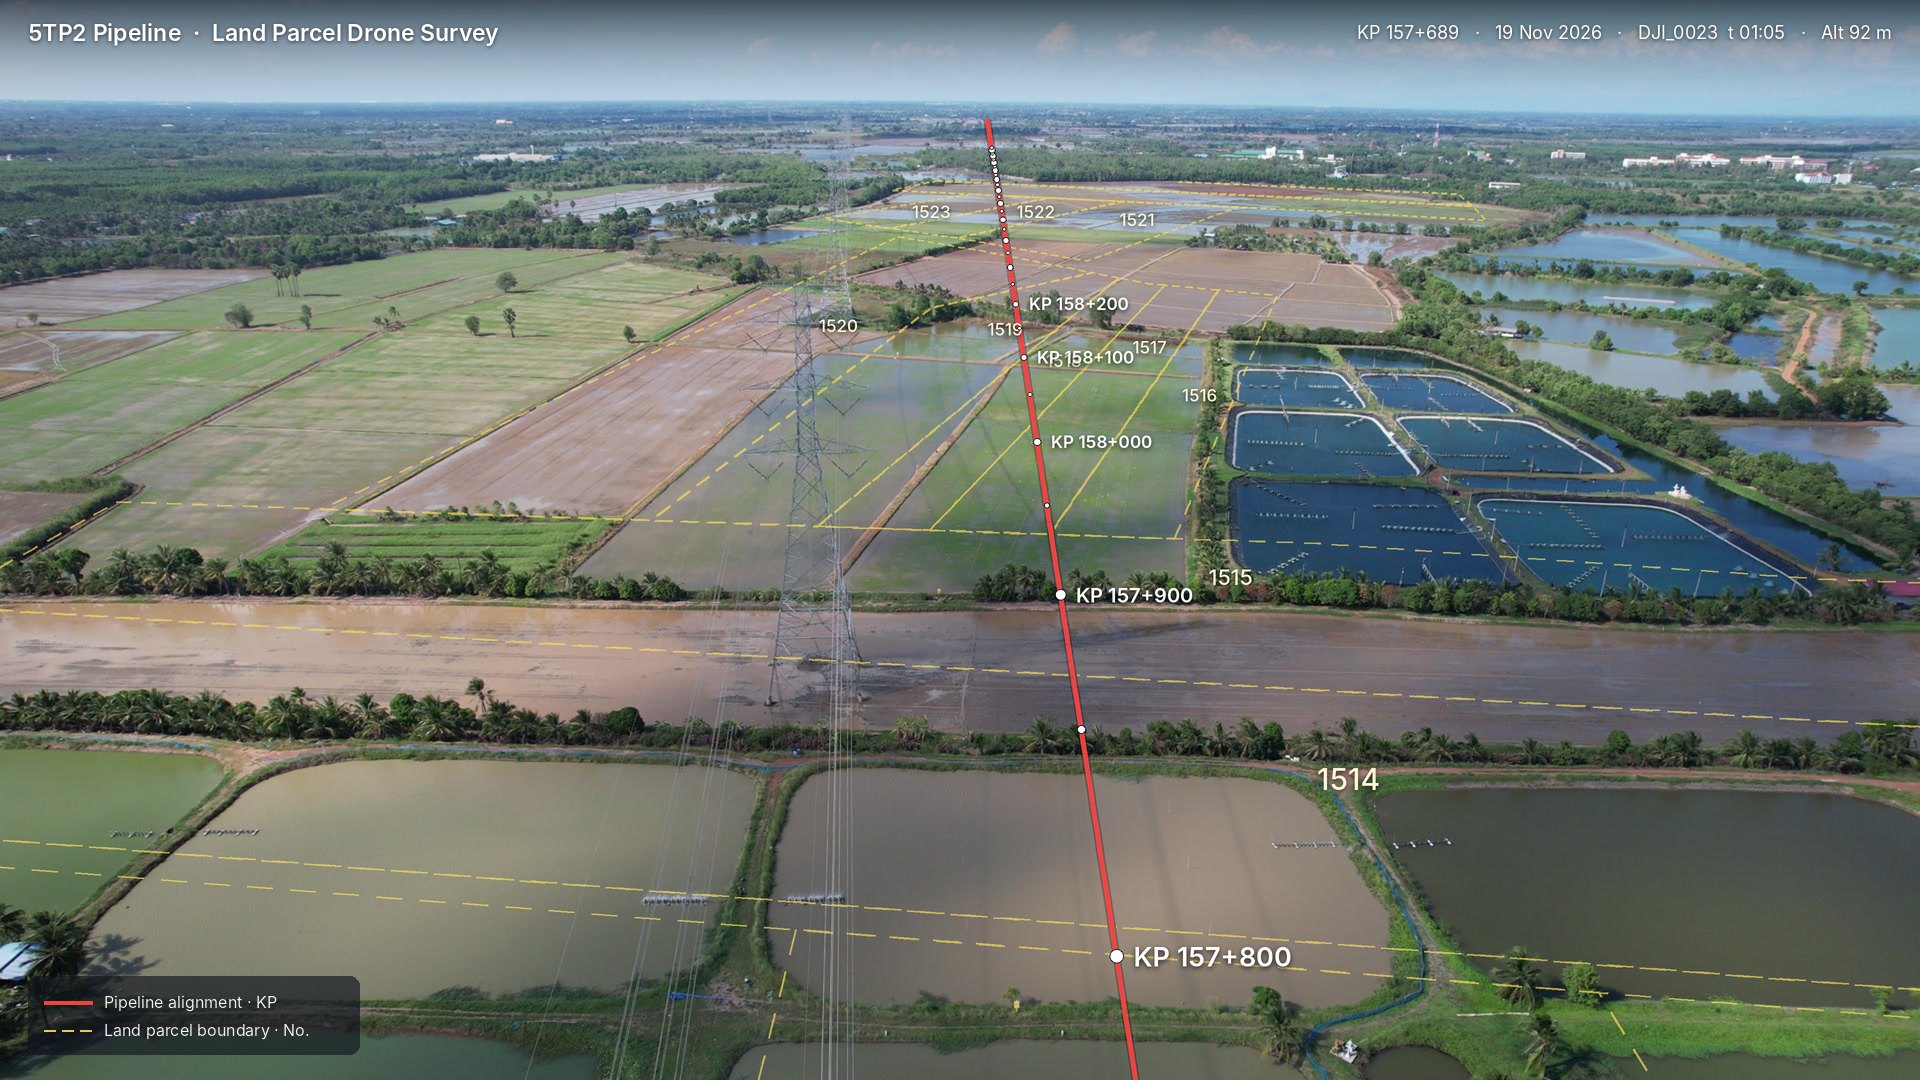 5TP2 Pipeline · Land Parcel Drone Survey
KP 157+689 · 19 Nov 2026 · DJI_0023 t 01:05 · Alt 92 m
1523
1522
1521
KP 158+200
1520
1519
1517
KP 158+100
1516
KP 158+000
1515
KP 157+900
1514
KP 157+800
Pipeline alignment · KP
Land parcel boundary · No.